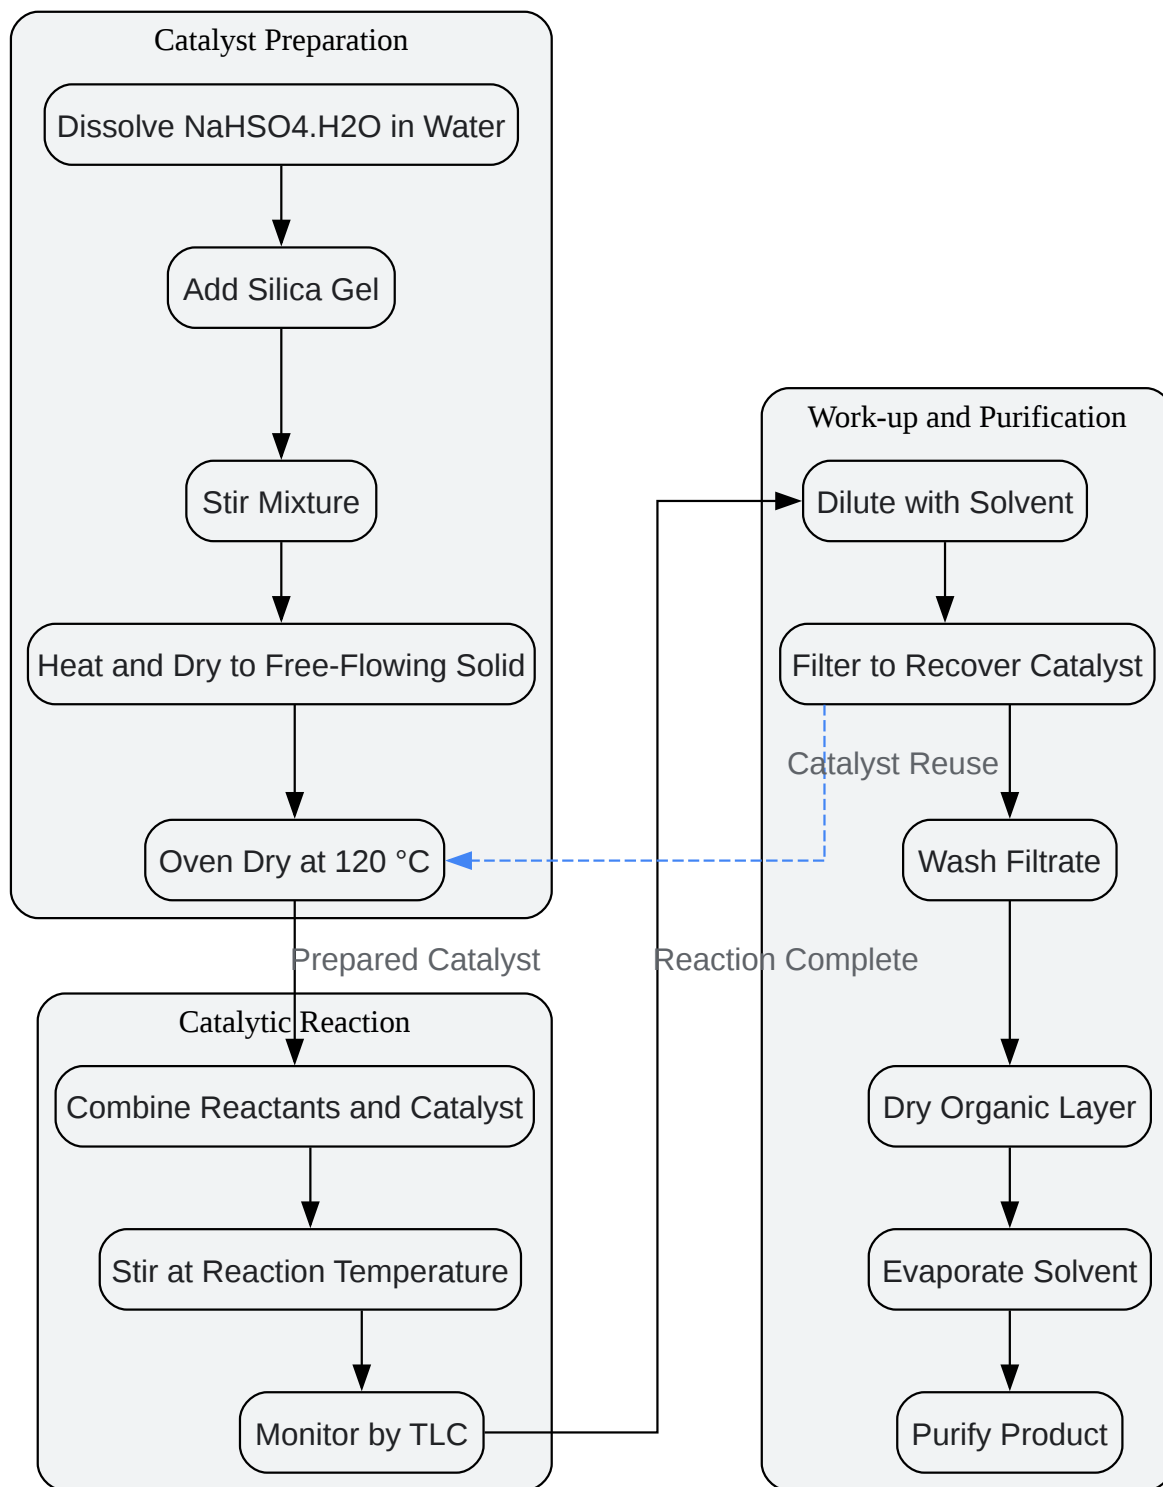 Catalyst Preparation
Dissolve NaHSO4.H2O in Water
Add Silica Gel
Stir Mixture
Heat and Dry to Free-Flowing Solid
Oven Dry at 120 °C
Prepared Catalyst
Catalytic Reaction
Combine Reactants and Catalyst
Stir at Reaction Temperature
Monitor by TLC
Reaction Complete
Work-up and Purification
Dilute with Solvent
Filter to Recover Catalyst
Catalyst Reuse
Wash Filtrate
Dry Organic Layer
Evaporate Solvent
Purify Product